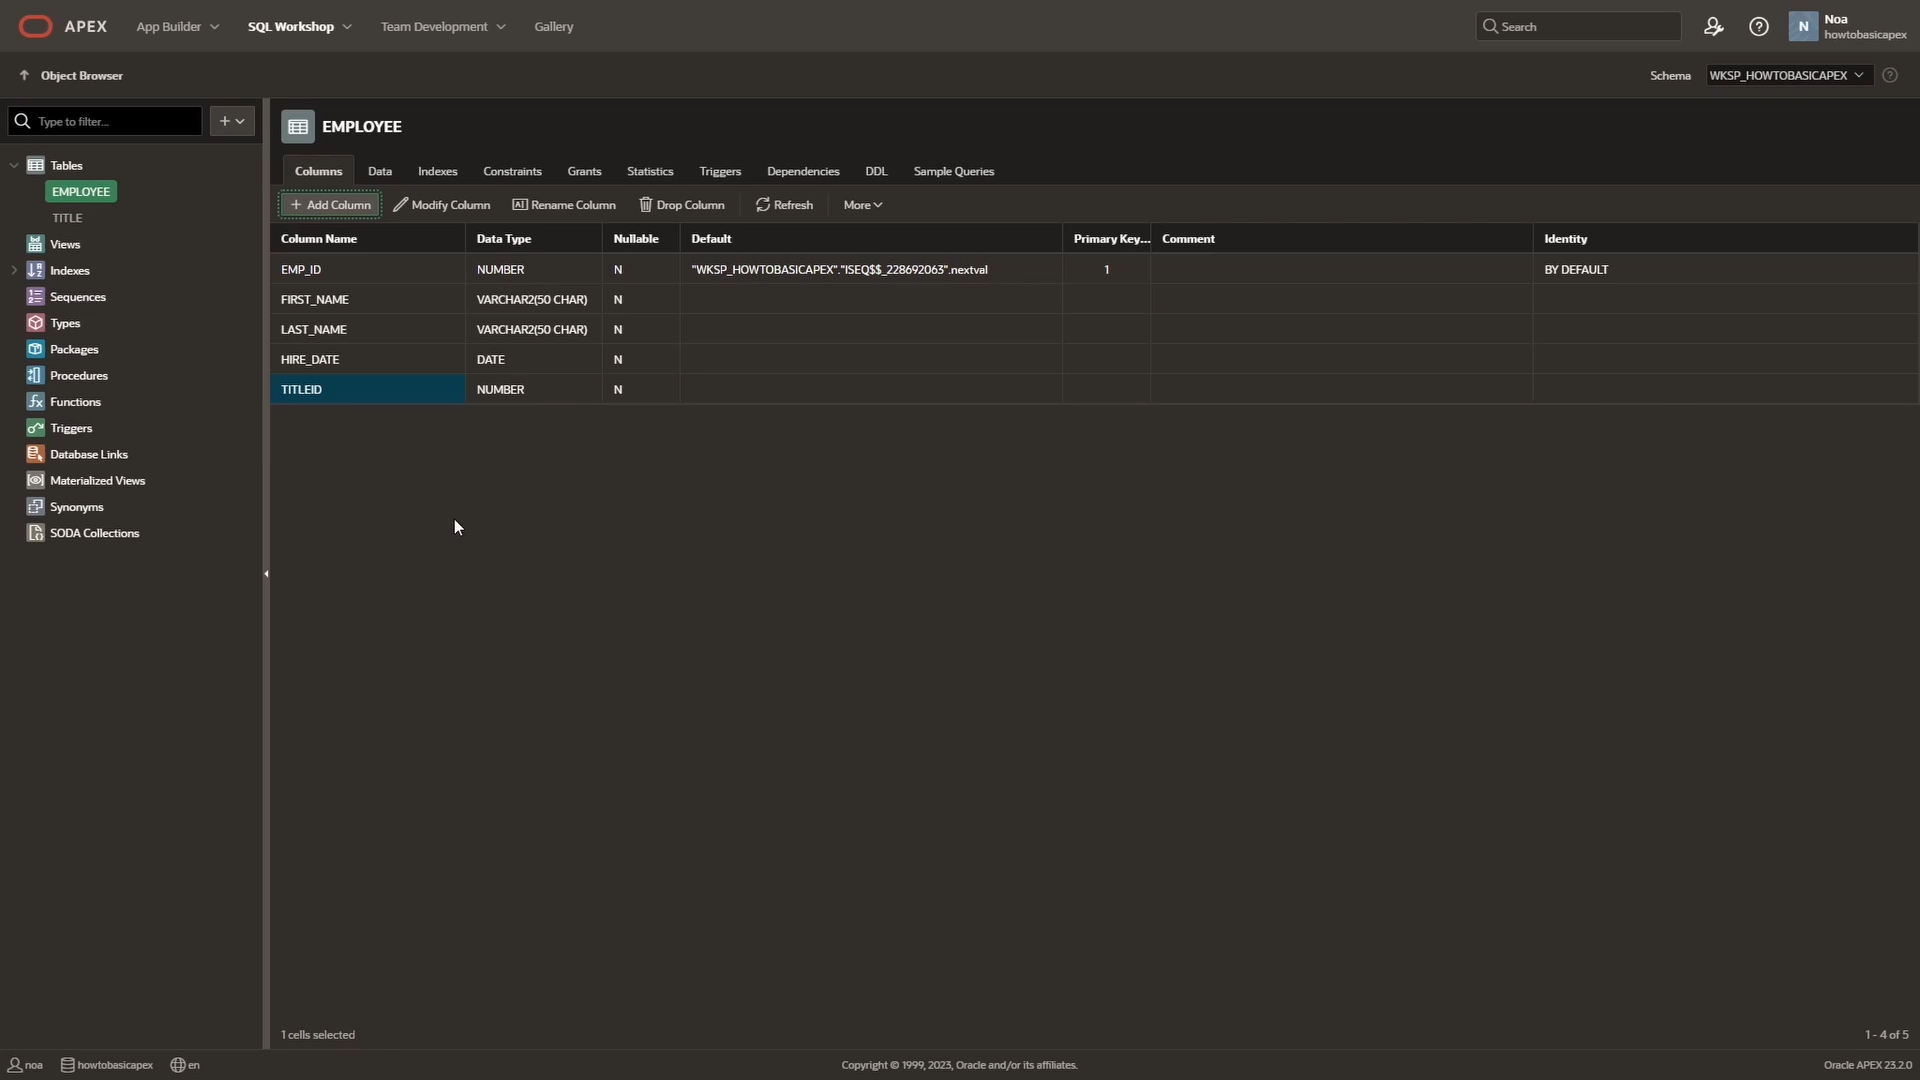 APEX App Builder SQL Workshop Team Development Gallery Search N Noa
howtobasicapex
Object Browser Schema WKSP_HOWTOBASICAPEX
Type to filter...
EMPLOYEE
Tables
EMPLOYEE
TITLE
Views
Indexes
Sequences
Types
Packages
Procedures
Functions
Triggers
Database Links
Materialized Views
Synonyms
SODA Collections
Columns Data Indexes Constraints Grants Statistics Triggers Dependencies DDL Sample Queries
Add Column Modify Column Rename Column Drop Column Refresh More
Column Name Data Type Nullable Default Primary Key... Comment Identity
EMP_ID NUMBER N "WKSP_HOWTOBASICAPEX"."ISEQ$$_228692063".nextval 1 BY DEFAULT
FIRST_NAME VARCHAR2(50 CHAR) N
LAST_NAME VARCHAR2(50 CHAR) N
HIRE_DATE DATE N
TITLEID NUMBER N
1 cells selected 1 - 4 of 5
noa howtobasicapex en Copyright © 1999, 2023, Oracle and/or its affiliates. Oracle APEX 23.2.0